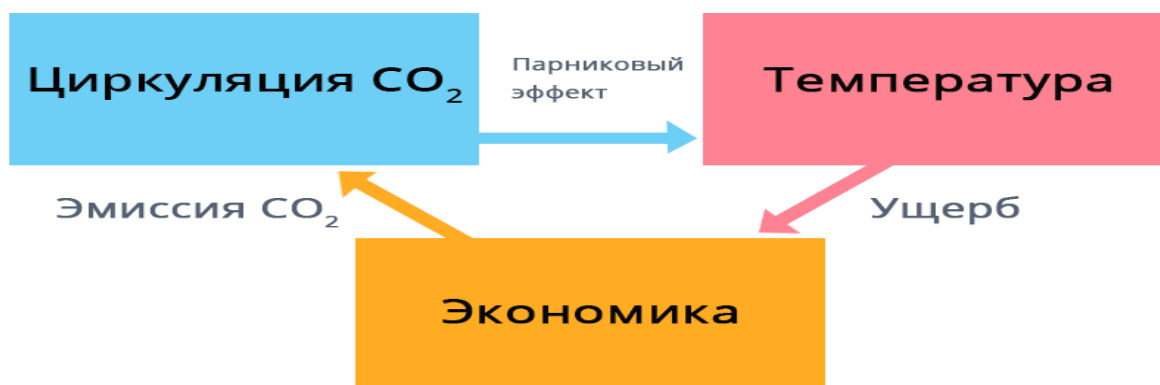 Циркуляция CO₂
Парниковый
эффект
Температура
Эмиссия CO₂
Ущерб
Экономика